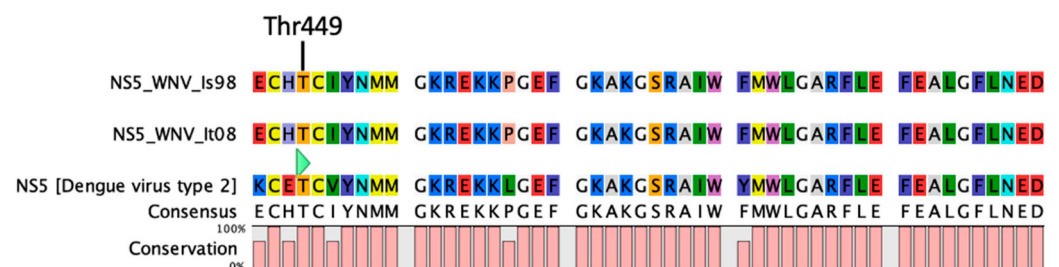 Thr449
NS5_WNV_Is98 ECHTCIYNMM GKREKKPGEF GKAKGSRAIW FMWLGARFLE FEALGFLNED
NS5_WNV_It08 ECHTCIYNMM GKREKKPGEF GKAKGSRAIW FMWLGARFLE FEALGFLNED
NS5 [Dengue virus type 2] KCETCVYNMM GKREKKLGEF GKAKGSRAIW YMWLGARFLE FEALGFLNED
Consensus ECHTCIYNMM GKREKKPGEF GKAKGSRAIW FMWLGARFLE FEALGFLNED
100%
Conservation
0%